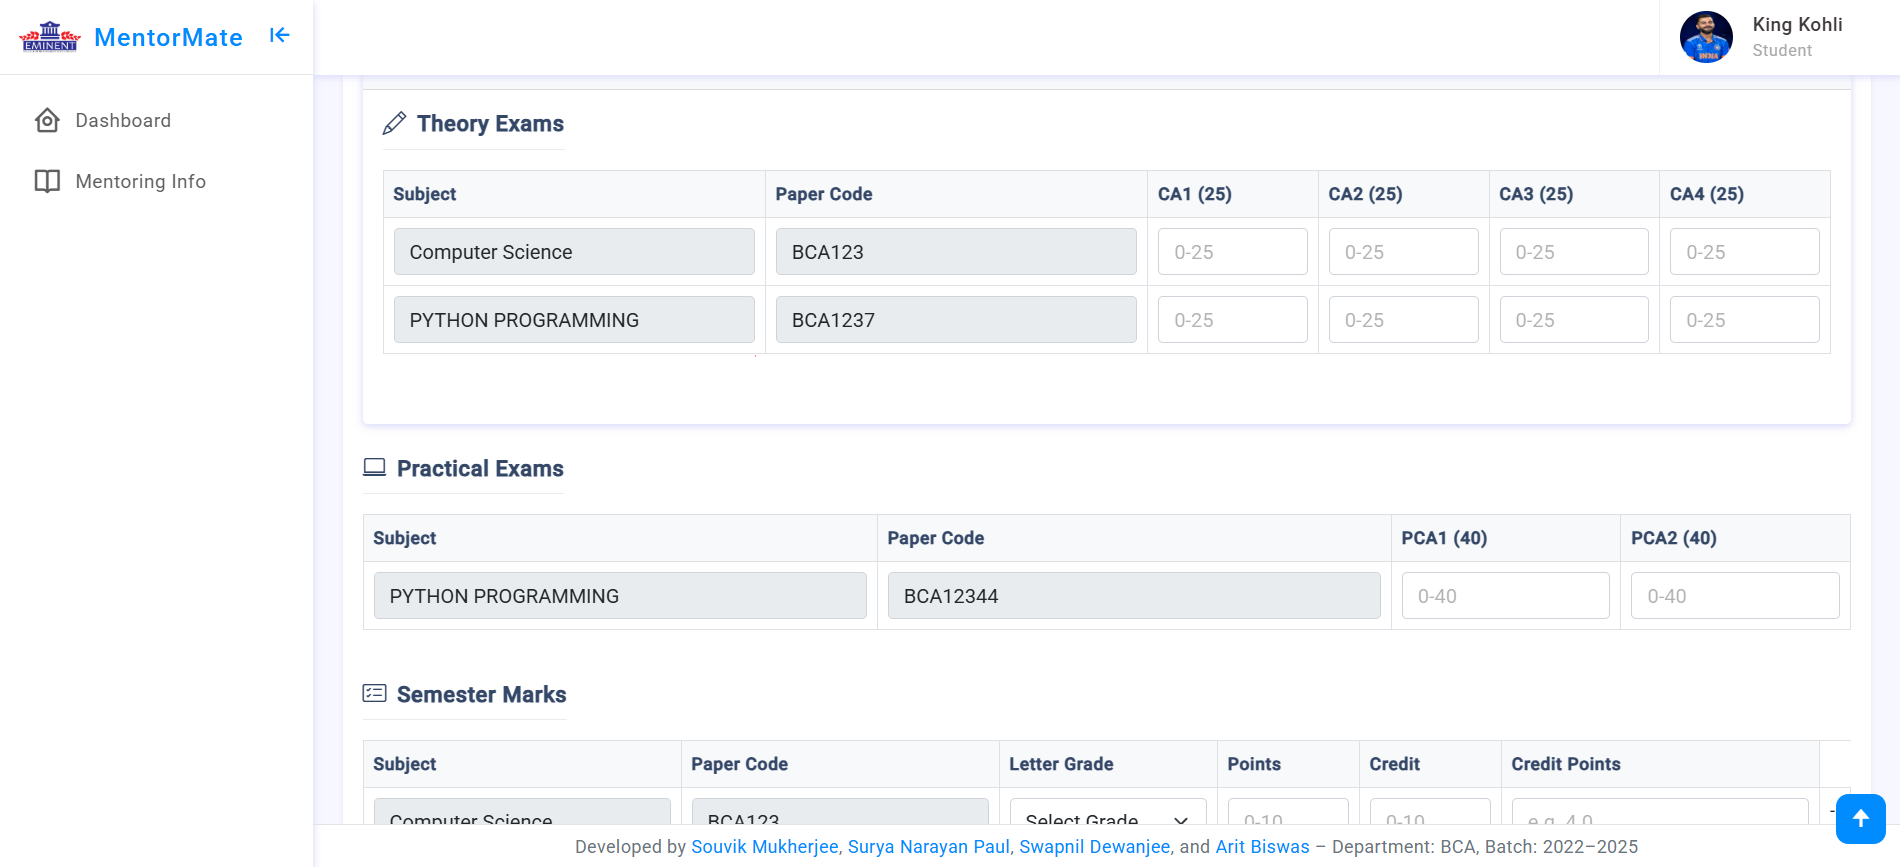 EMINENT
MentorMate
King Kohli
Student
Dashboard
Mentoring Info
Theory Exams
Subject Paper Code CA1 (25) CA2 (25) CA3 (25) CA4 (25)
Computer Science BCA123 0-25 0-25 0-25 0-25
PYTHON PROGRAMMING BCA1237 0-25 0-25 0-25 0-25
Practical Exams
Subject Paper Code PCA1 (40) PCA2 (40)
PYTHON PROGRAMMING BCA12344 0-40 0-40
Semester Marks
Subject Paper Code Letter Grade Points Credit Credit Points
Computer Science BCA123 Select Grade 0-10 0-10 e.g. 4.0
Developed by Souvik Mukherjee, Surya Narayan Paul, Swapnil Dewanjee, and Arit Biswas – Department: BCA, Batch: 2022–2025